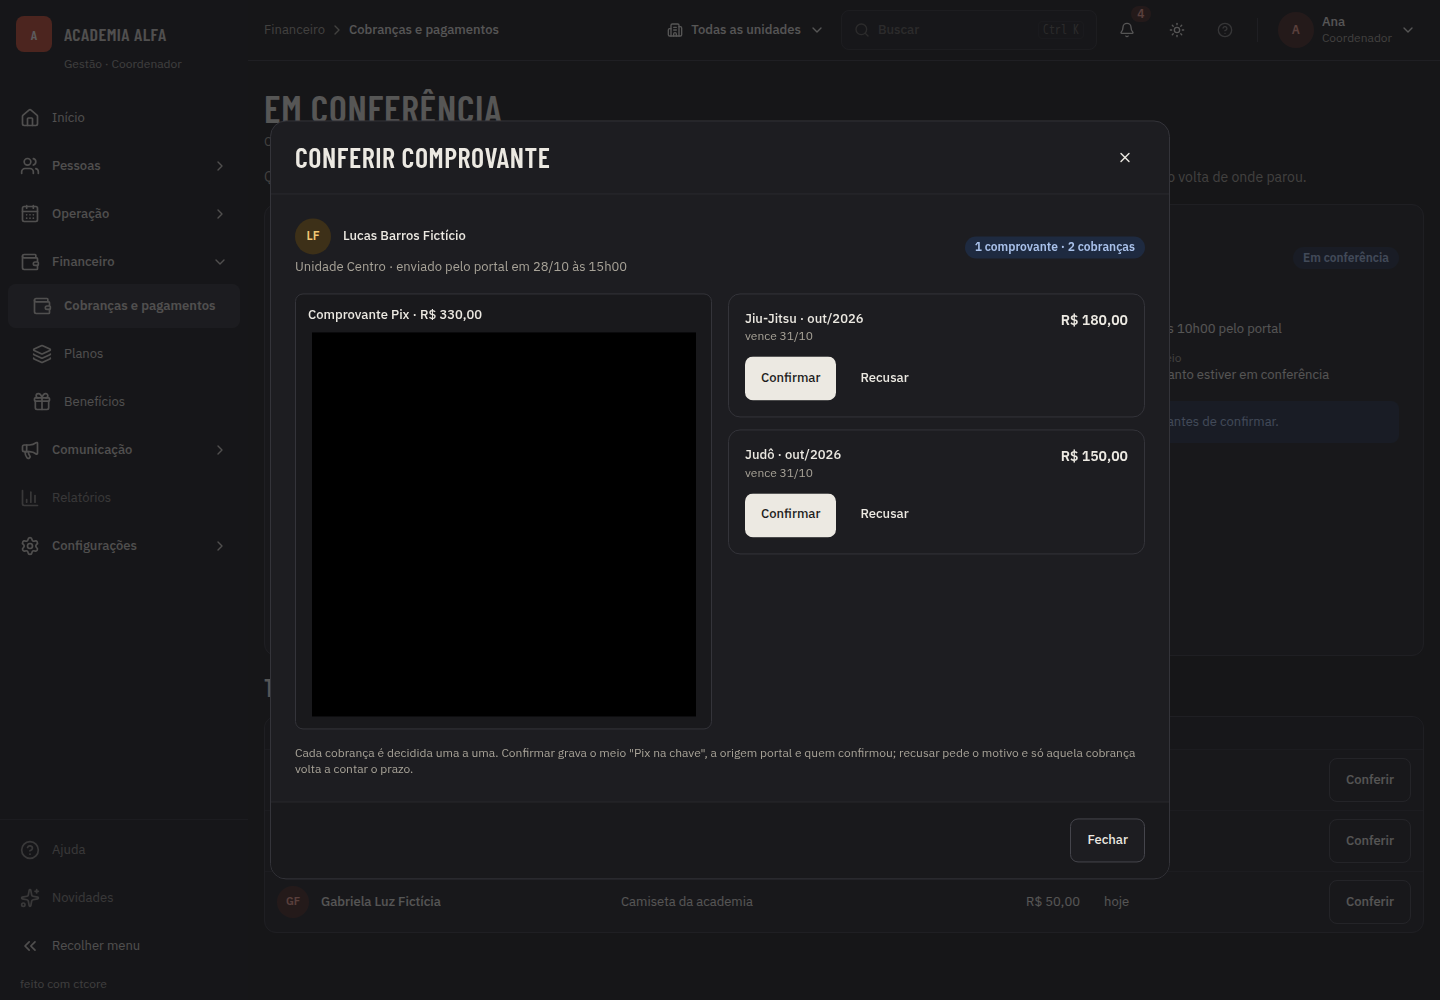 A
ACADEMIA ALFA
Gestão · Coordenador
Início
Pessoas
Operação
Financeiro
Cobranças e pagamentos
Planos
Benefícios
Comunicação
Relatórios
Configurações
Ajuda
Novidades
Recolher menu
feito com ctcore
Financeiro > Cobranças e pagamentos
Todas as unidades
Buscar
Ctrl K
4
A
Ana
Coordenador
EM CONFERÊNCIA
volta de onde parou.
Em conferência
10h00 pelo portal
anto estiver em conferência
antes de confirmar.
CONFERIR COMPROVANTE
LF
Lucas Barros Fictício
Unidade Centro · enviado pelo portal em 28/10 às 15h00
1 comprovante · 2 cobranças
Comprovante Pix · R$ 330,00
Jiu-Jitsu · out/2026
R$ 180,00
vence 31/10
Confirmar
Recusar
Judô · out/2026
R$ 150,00
vence 31/10
Confirmar
Recusar
Cada cobrança é decidida uma a uma. Confirmar grava o meio "Pix na chave", a origem portal e quem confirmou; recusar pede o motivo e só aquela cobrança
volta a contar o prazo.
Fechar
Conferir
Conferir
GF
Gabriela Luz Fictícia
Camiseta da academia
R$ 50,00
hoje
Conferir